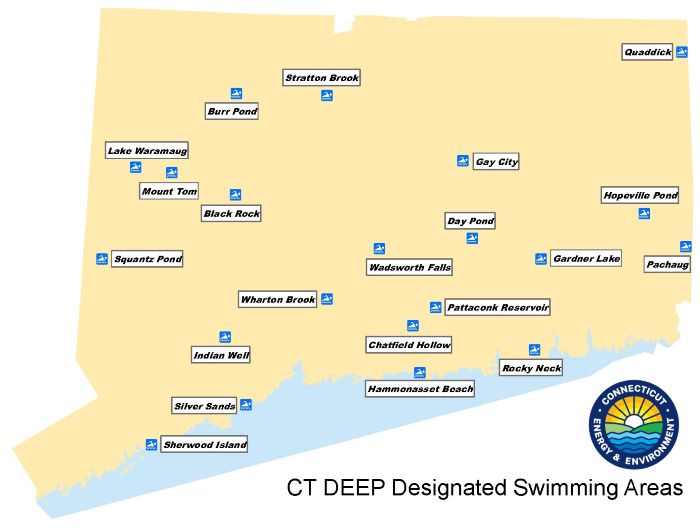 Quaddick
Stratton Brook
Burr Pond
Lake Waramaug
Gay City
Mount Tom
Hopeville Pond
Black Rock
Day Pond
Squantz Pond
Gardner Lake
Pachaug
Wadsworth Falls
Wharton Brook
Pattaconk Reservoir
Chatfield Hollow
Indian Well
Rocky Neck
Hammonasset Beach
Silver Sands
Sherwood Island
CONNECTICUT
ENERGY & ENVIRONMENT
CT DEEP Designated Swimming Areas